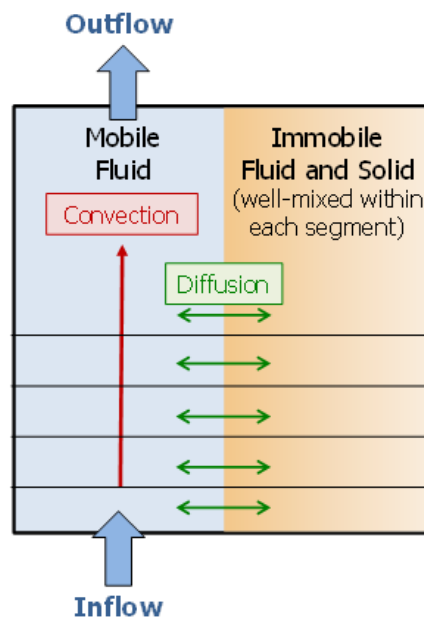 Outflow
Mobile
Fluid
Immobile
Fluid and Solid
(well-mixed within
each segment)
Convection
Diffusion
Inflow